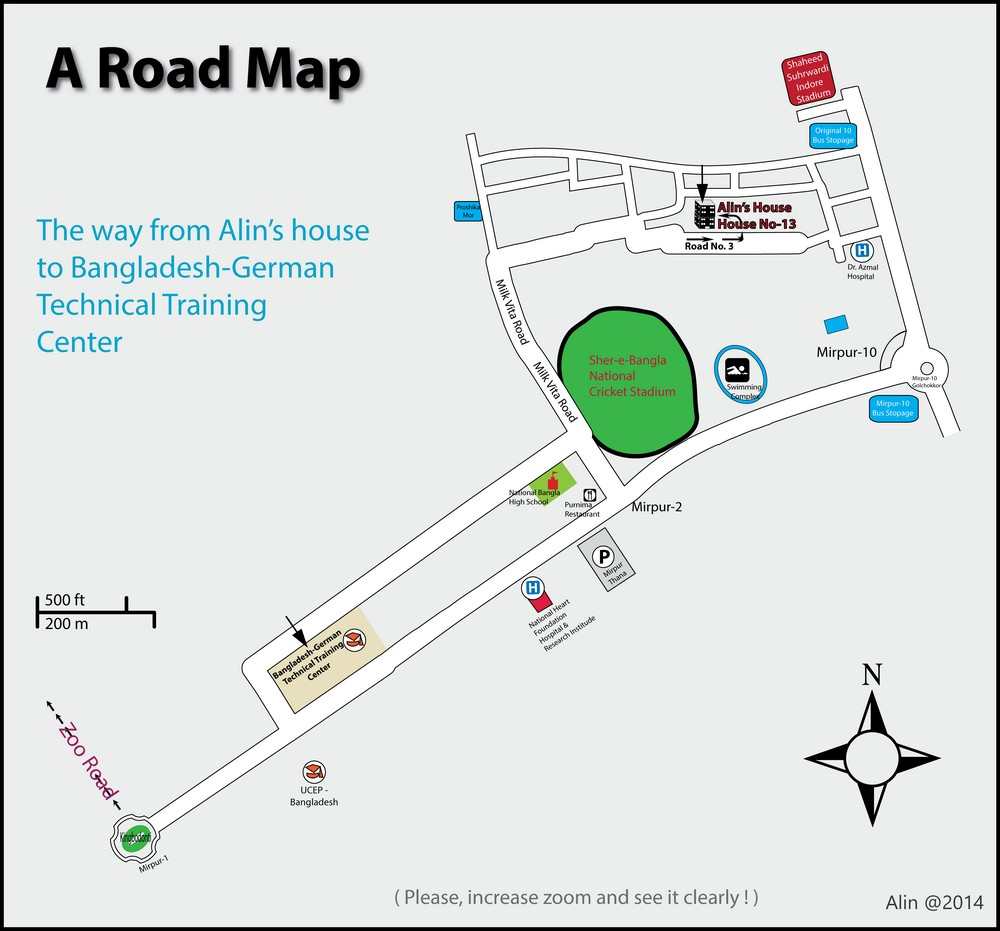 A Road Map
Shaheed
Suhrwardi
Indore
Stadium
Original 10
Bus Stopage
The way from Alin's house
to Bangladesh-German
Technical Training
Center
Proshika
Mor
Alin's House
House No-13
Road No. 3
Dr. Azmal
Hospital
Milk Vita Road
Milk Vita Road
Sher-e-Bangla
National
Cricket Stadium
Swimming
Complex
Mirpur-10
Mirpur-10
Golchokkor
Mirpur-10
Bus Stopage
National Bangla
High School
Purnima
Restaurant
Mirpur-2
P
Mirpur
Thana
H
H
National Heart
Foundation
Hospital &
Research Institude
500 ft
200 m
Bangladesh-German
Technical Training
Center
Zoo Road
UCEP -
Bangladesh
Mirpur-1
N
( Please, increase zoom and see it clearly ! )
Alin @2014